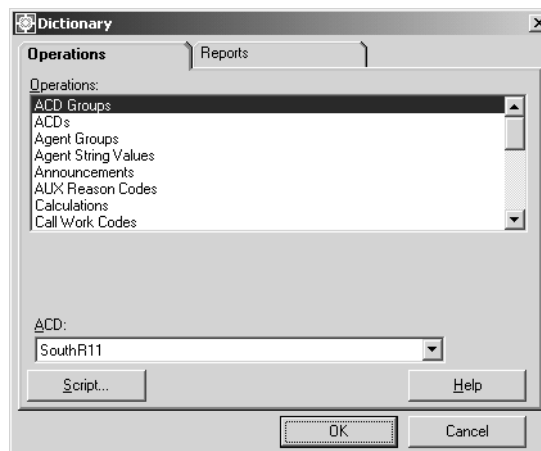 Dictionary
Operations Reports
Operations:
ACD Groups
ACDs
Agent Groups
Agent String Values
Announcements
AUX Reason Codes
Calculations
Call Work Codes
ACD:
SouthR11
Script... Help
OK Cancel